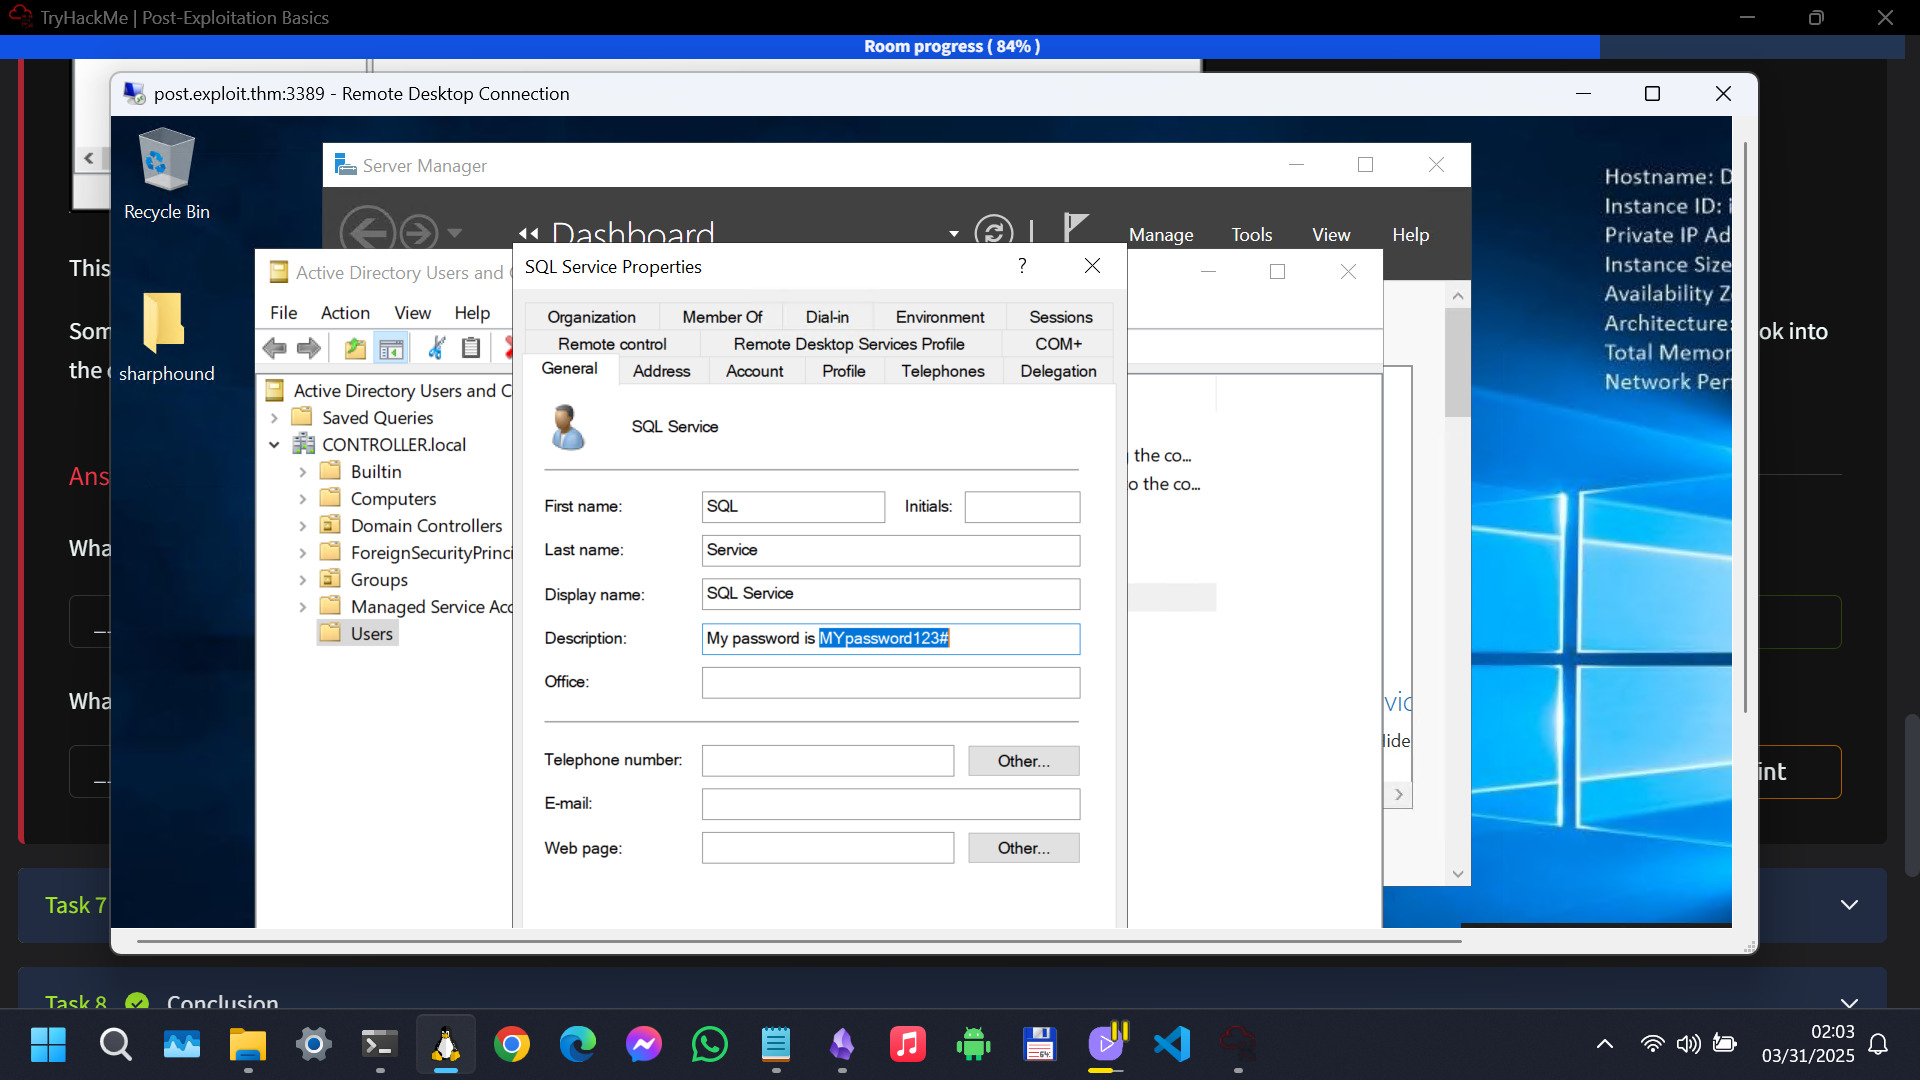 TryHackMe | Post-Exploitation Basics
Room progress ( 84% )
post.exploit.thm:3389 - Remote Desktop Connection
Recycle Bin
sharphound
Server Manager
Dashboard
Manage Tools View Help
Hostname: D
Instance ID: i
Private IP Ad
Instance Size
Availability Z
Architecture:
Total Memor
Network Per
Active Directory Users and C
File Action View Help
Active Directory Users and C
Saved Queries
CONTROLLER.local
Builtin
Computers
Domain Controllers
ForeignSecurityPrinci
Groups
Managed Service Acc
Users
SQL Service Properties
?
Organization Member Of Dial-in Environment Sessions
Remote control Remote Desktop Services Profile COM+
General Address Account Profile Telephones Delegation
SQL Service
First name: SQL Initials:
Last name: Service
Display name: SQL Service
Description: My password is MYpassword123#
Office:
Telephone number: Other...
E-mail:
Web page: Other...
the co...
o the co...
This
Som
ok into
the
Ans
Wha
Wha
int
Task 7
Task 8 Conclusion
64
02:03
03/31/2025